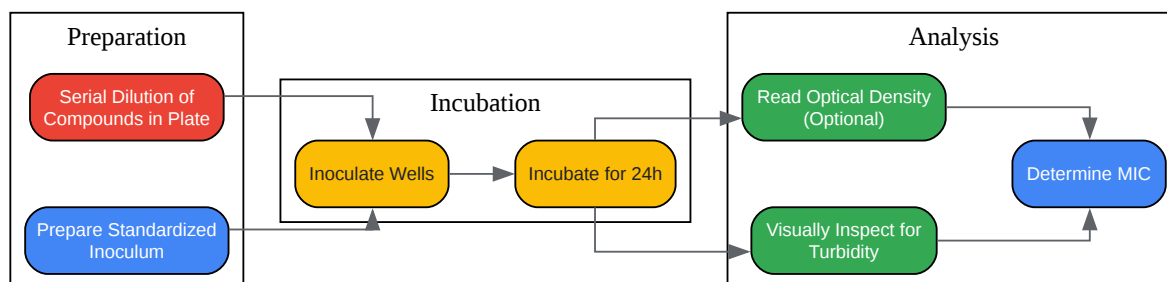 Preparation
Serial Dilution of
Compounds in Plate
Prepare Standardized
Inoculum
Incubation
Inoculate Wells
Incubate for 24h
Analysis
Read Optical Density
(Optional)
Visually Inspect for
Turbidity
Determine MIC